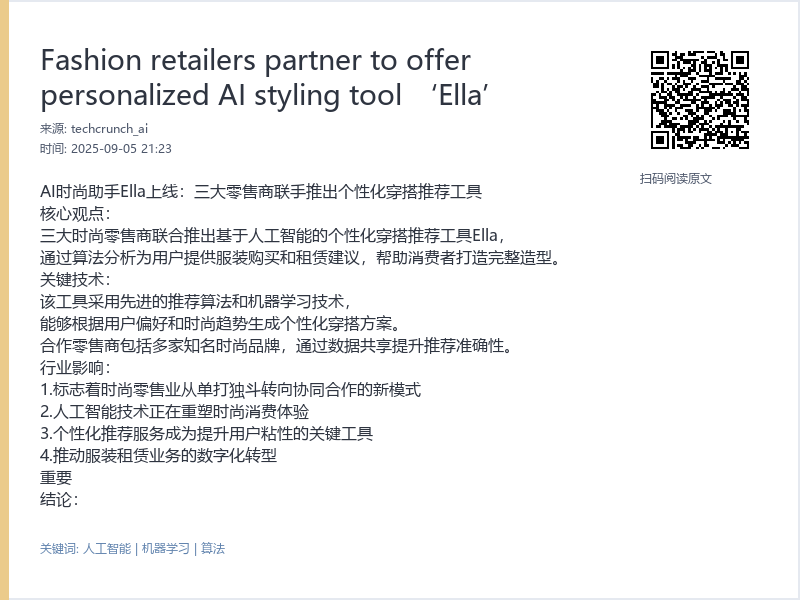 Fashion retailers partner to offer
personalized AI styling tool ‘Ella’
来源: techcrunch_ai
时间: 2025-09-05 21:23
扫码阅读原文
AI时尚助手Ella上线：三大零售商联手推出个性化穿搭推荐工具
核心观点：
三大时尚零售商联合推出基于人工智能的个性化穿搭推荐工具Ella，
通过算法分析为用户提供服装购买和租赁建议，帮助消费者打造完整造型。
关键技术：
该工具采用先进的推荐算法和机器学习技术，
能够根据用户偏好和时尚趋势生成个性化穿搭方案。
合作零售商包括多家知名时尚品牌，通过数据共享提升推荐准确性。
行业影响：
1.标志着时尚零售业从单打独斗转向协同合作的新模式
2.人工智能技术正在重塑时尚消费体验
3.个性化推荐服务成为提升用户粘性的关键工具
4.推动服装租赁业务的数字化转型
重要
结论：
关键词: 人工智能 | 机器学习 | 算法